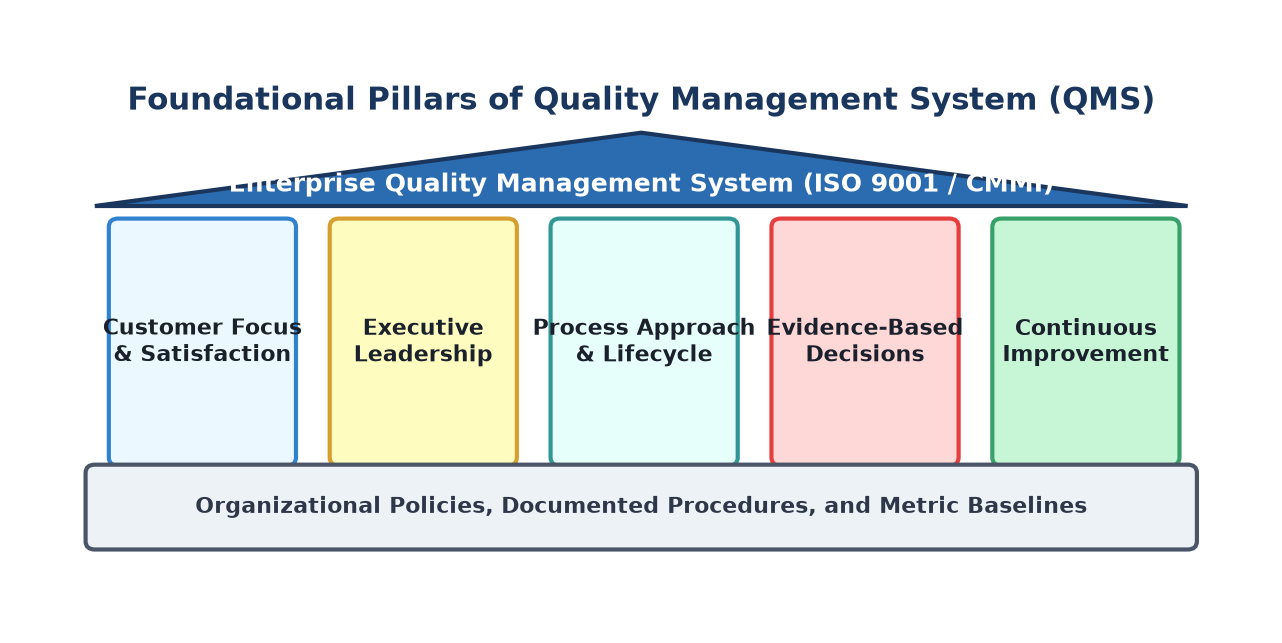 Foundational Pillars of Quality Management System (QMS)
Enterprise Quality Management System (ISO 9001 / CMMI)
Customer Focus
& Satisfaction
Executive
Leadership
Process Approach
& Lifecycle
Evidence-Based
Decisions
Continuous
Improvement
Organizational Policies, Documented Procedures, and Metric Baselines